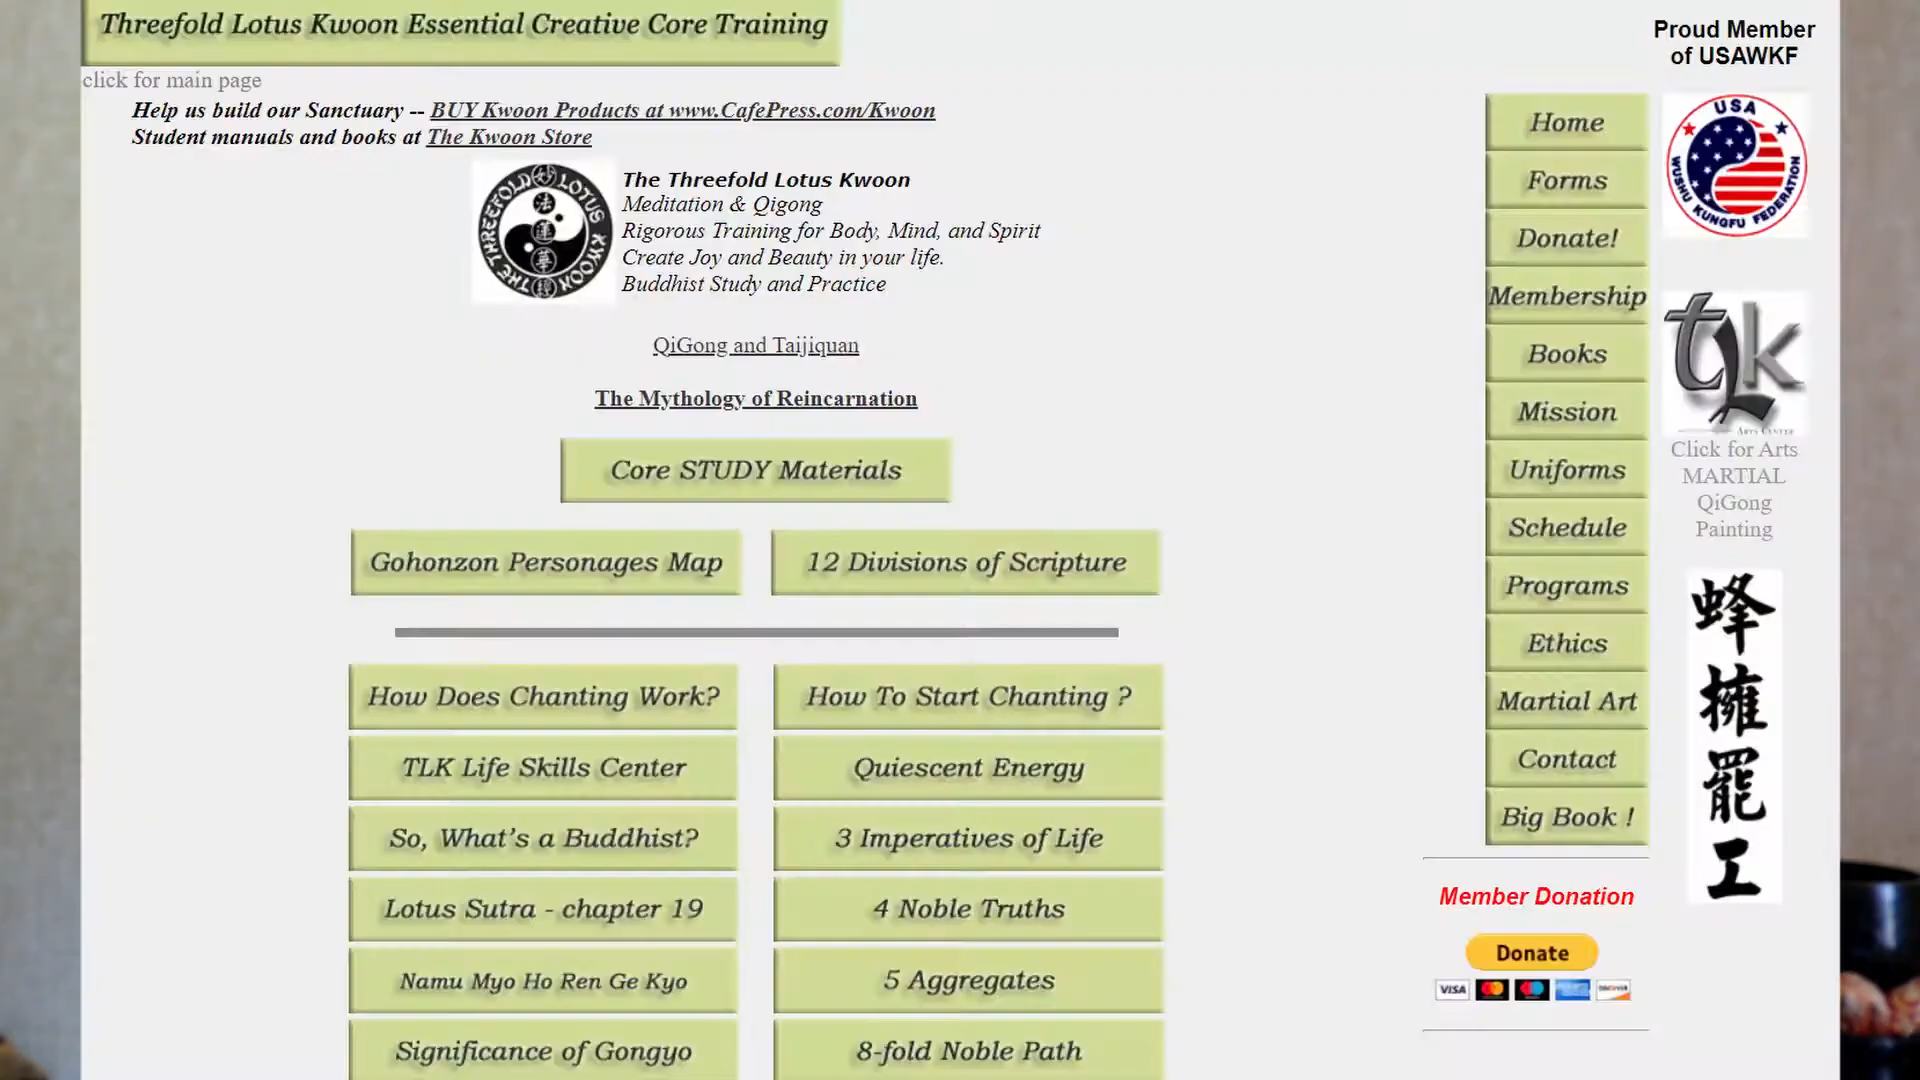 Threefold Lotus Kwoon Essential Creative Core Training
click for main page
Help us build our Sanctuary -- BUY Kwoon Products at www.CafePress.com/Kwoon
Student manuals and books at The Kwoon Store
THE THREEFOLD LOTUS KWOON
The Threefold Lotus Kwoon
Meditation & Qigong
Rigorous Training for Body, Mind, and Spirit
Create Joy and Beauty in your life.
Buddhist Study and Practice
QiGong and Taijiquan
The Mythology of Reincarnation
Core STUDY Materials
Gohonzon Personages Map
12 Divisions of Scripture
How Does Chanting Work?
How To Start Chanting ?
TLK Life Skills Center
Quiescent Energy
So, What's a Buddhist?
3 Imperatives of Life
Lotus Sutra - chapter 19
4 Noble Truths
Namu Myo Ho Ren Ge Kyo
5 Aggregates
Significance of Gongyo
8-fold Noble Path
Home
Forms
Donate!
Membership
Books
Mission
Uniforms
Schedule
Programs
Ethics
Martial Art
Contact
Big Book !
Member Donation
Donate
VISA
DISCOVER
Proud Member
of USAWKF
USA
WUSHU KUNGFU FEDERATION
tLk
ARTS CENTER
Click for Arts
MARTIAL
QiGong
Painting
蜂
擁
罷
工